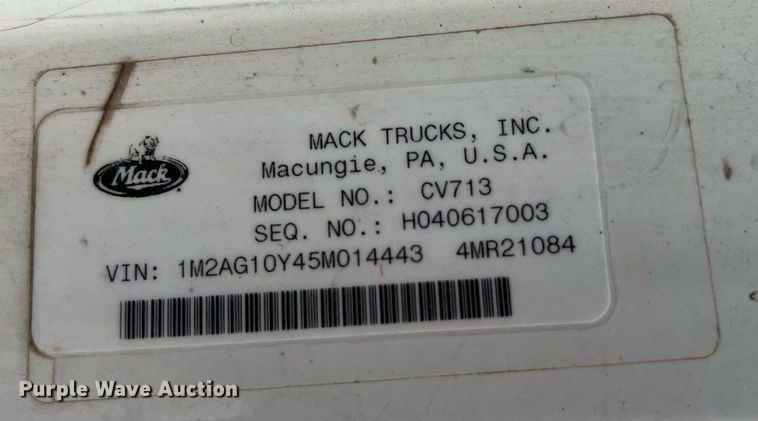 Mack
MACK TRUCKS, INC.
Macungie, PA, U.S.A.
MODEL NO.: CV713
SEQ. NO.: H040617003
VIN: 1M2AG10Y45M014443 4MR21084
Purple Wave Auction